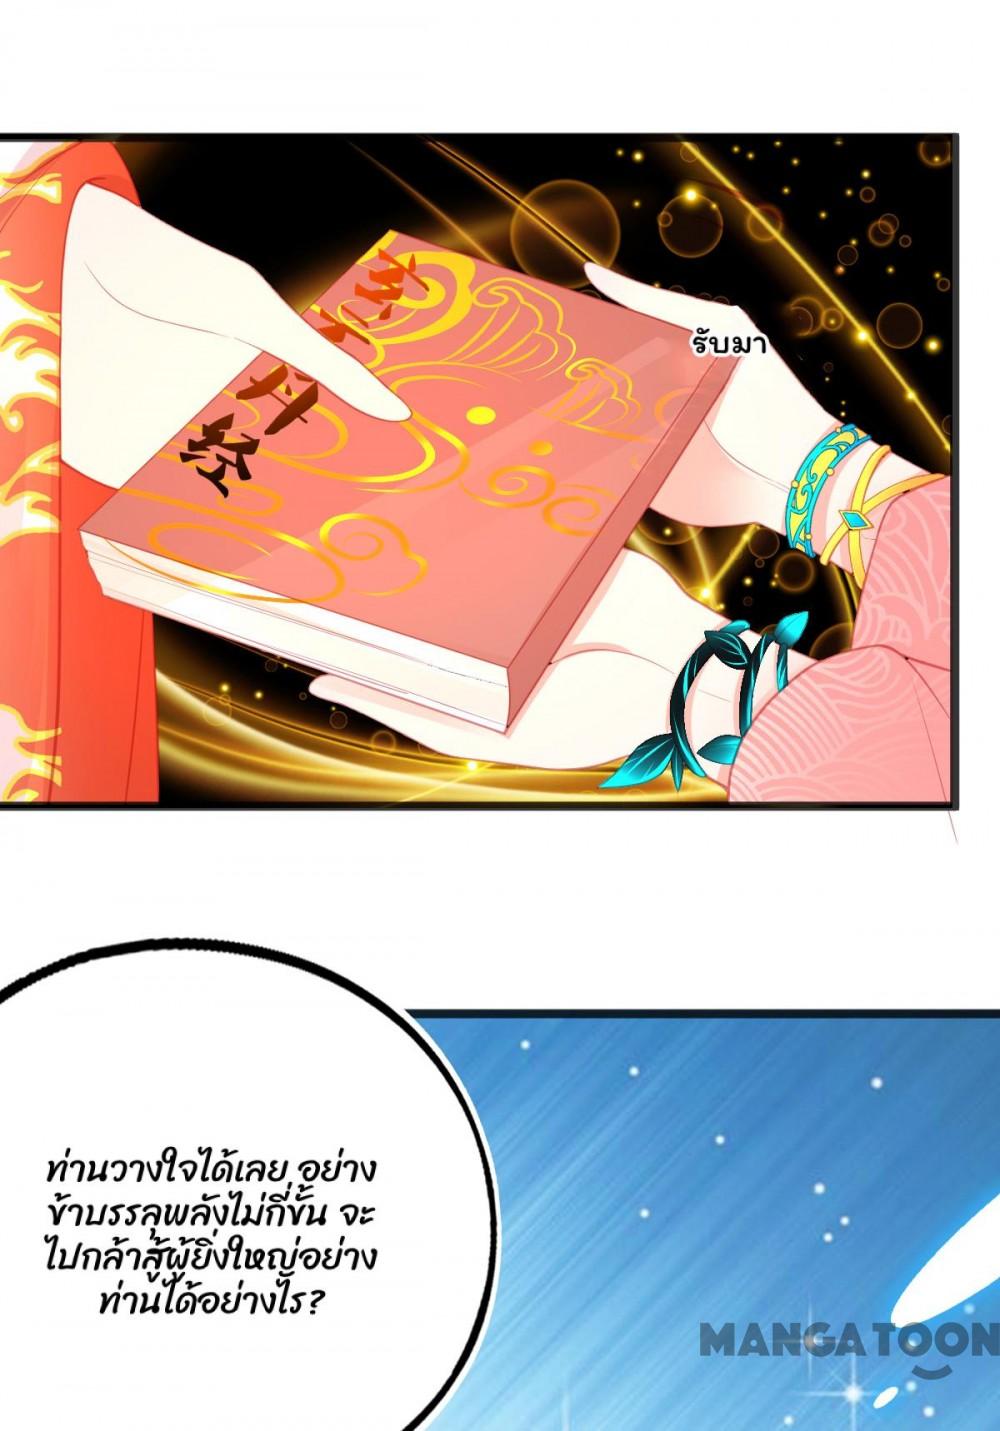 รับมา
ท่านวางใจได้เลย อย่าง
ข้าบรรลุพลังไม่กี่ขั้น จะ
ไปกล้าสู้ผู้ยิ่งใหญ่อย่าง
ท่านได้อย่างไร?
MANGATOON